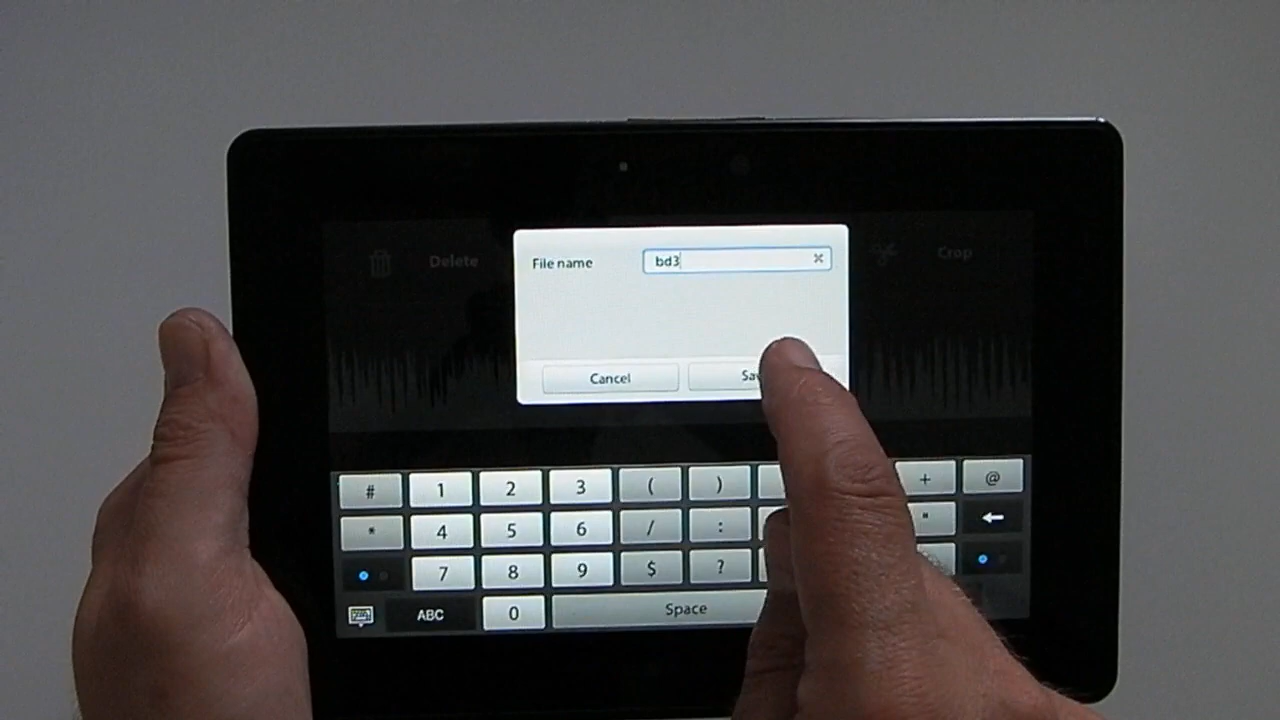 Delete
Crop
File name bd3
Cancel
# 1 2 3 ( ) + @
* 4 5 6 / : "
7 8 9 $ ?
ABC 0 Space